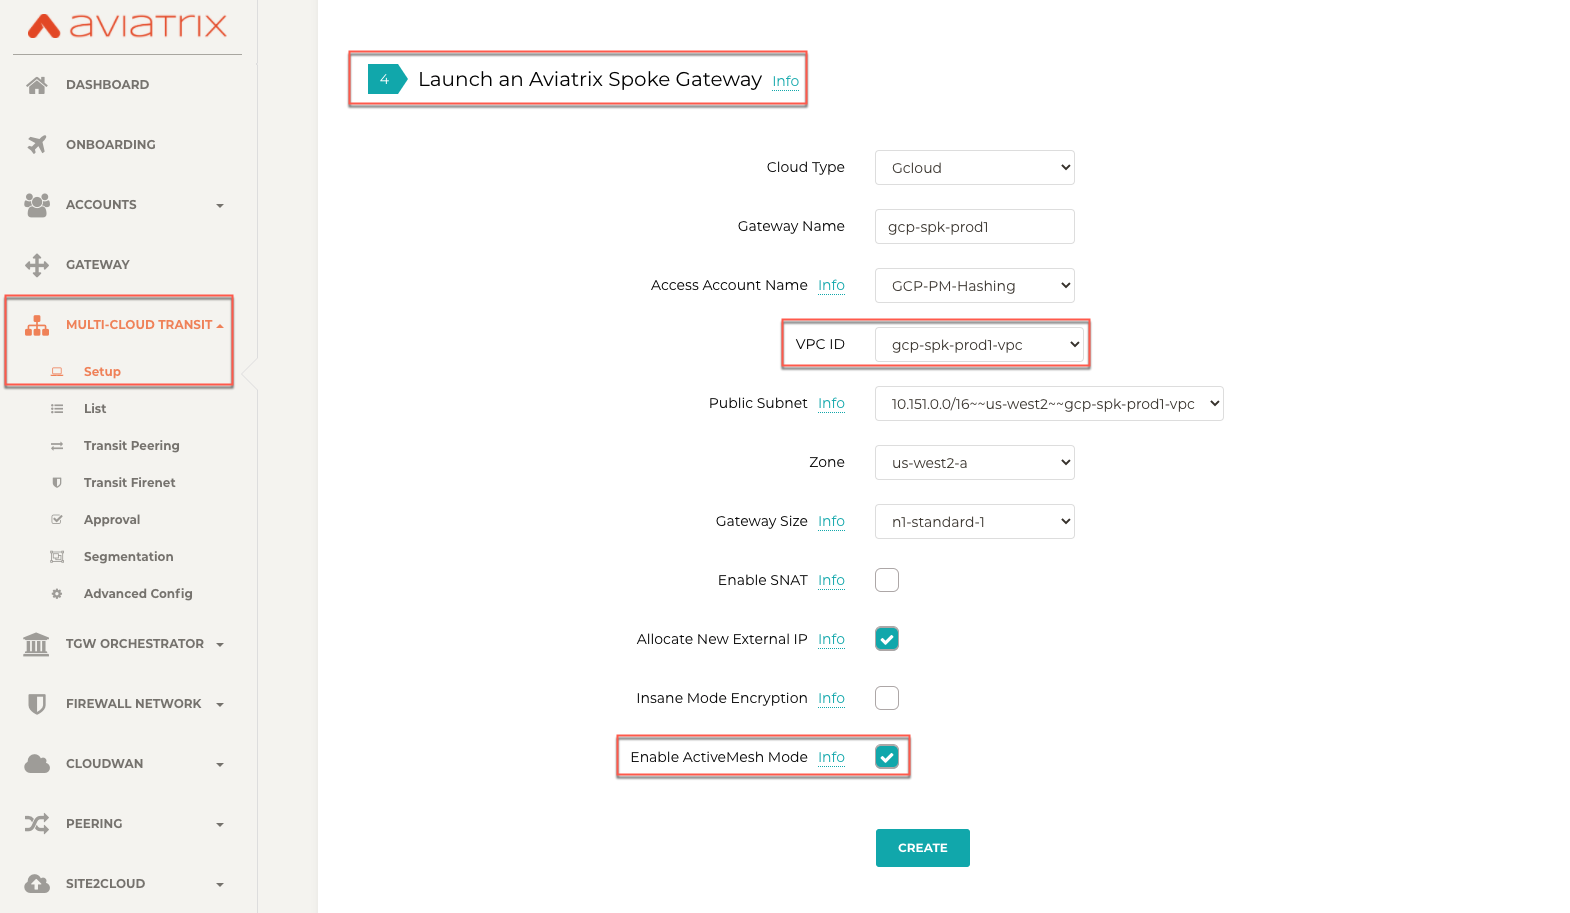 aviatrix
DASHBOARD
ONBOARDING
ACCOUNTS
GATEWAY
MULTI-CLOUD TRANSIT
Setup
List
Transit Peering
Transit Firenet
Approval
Segmentation
Advanced Config
TGW ORCHESTRATOR
FIREWALL NETWORK
CLOUDWAN
PEERING
SITE2CLOUD
4 Launch an Aviatrix Spoke Gateway Info
Cloud Type Gcloud
Gateway Name gcp-spk-prod1
Access Account Name Info GCP-PM-Hashing
VPC ID gcp-spk-prod1-vpc
Public Subnet Info 10.151.0.0/16~~us-west2~~gcp-spk-prod1-vpc
Zone us-west2-a
Gateway Size Info n1-standard-1
Enable SNAT Info
Allocate New External IP Info
Insane Mode Encryption Info
Enable ActiveMesh Mode Info
CREATE